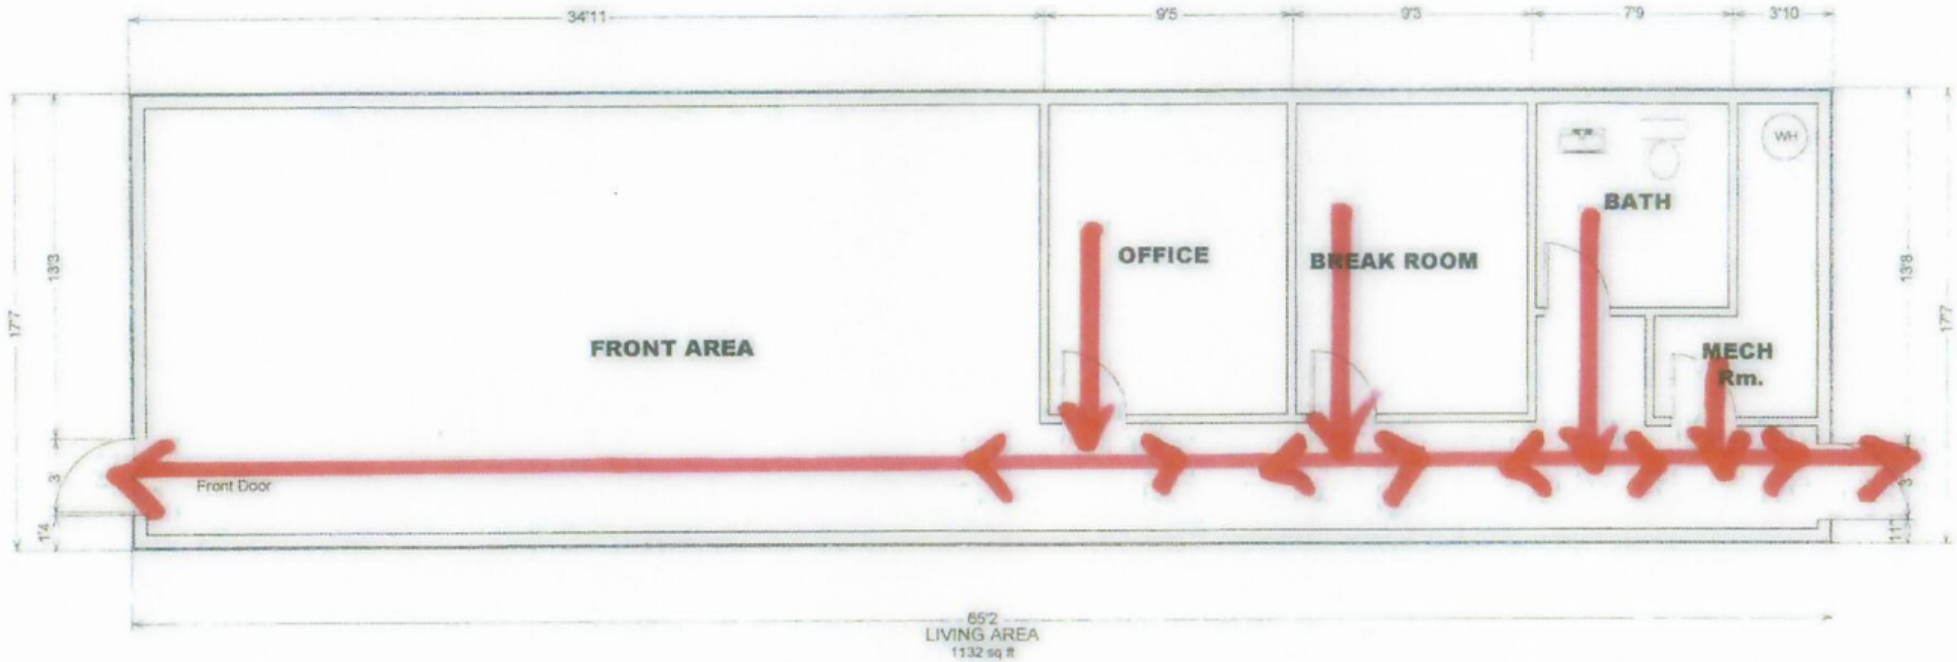 34'11
9'5
9'3
7'9
3'10
WH
BATH
OFFICE
BREAK ROOM
13'3
13'8
17'7
17'7
FRONT AREA
MECH
Rm.
Front Door
3
3
1'4
65'2
LIVING AREA
1132 sq ft